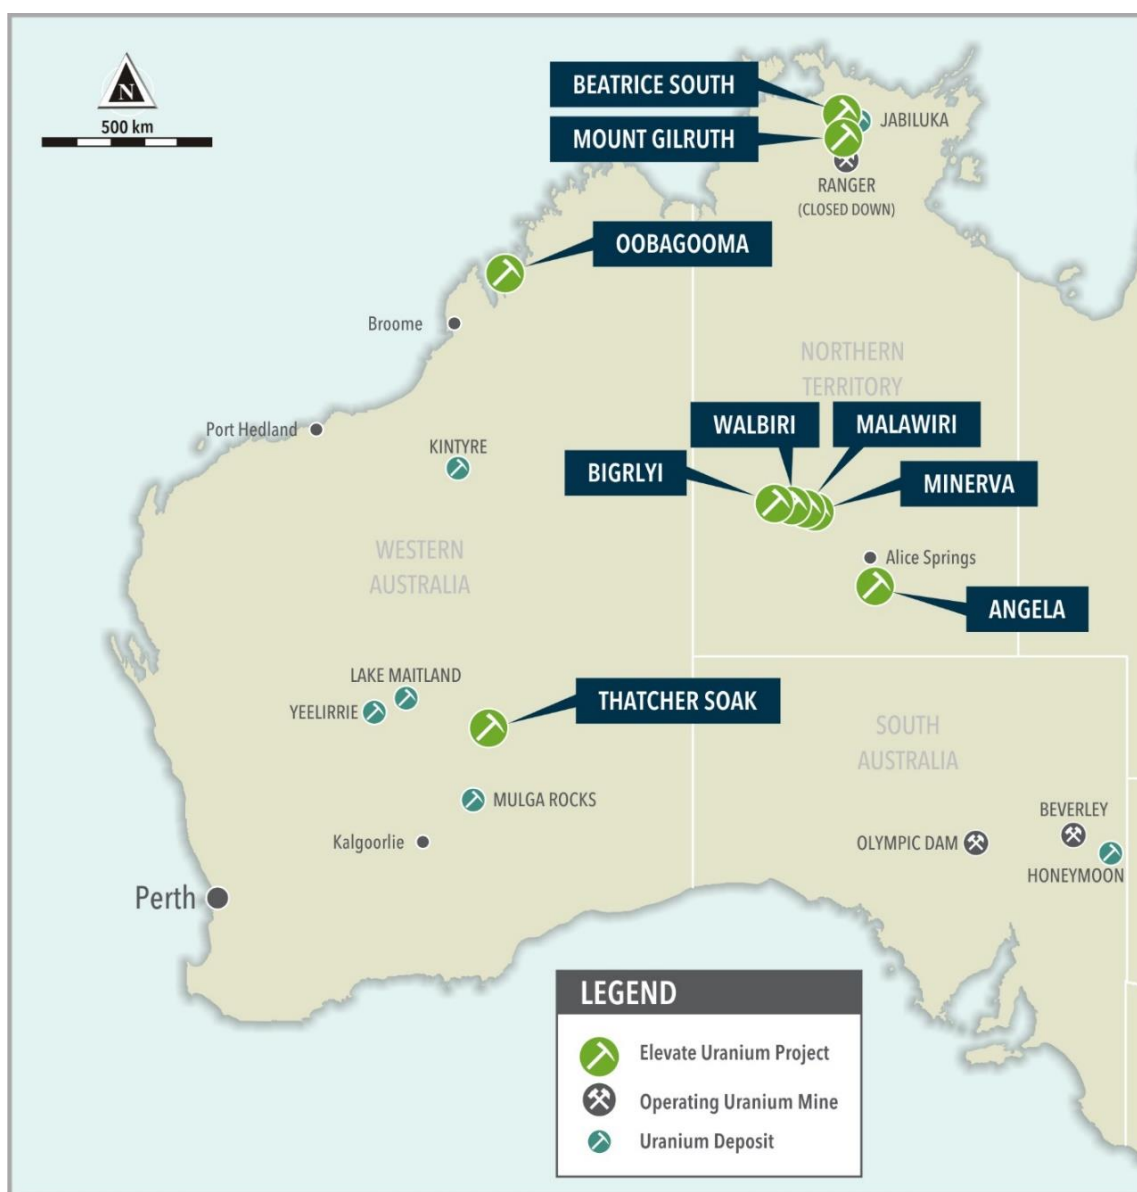 N
500 km
BEATRICE SOUTH
MOUNT GILRUTH
JABILUKA
RANGER
(CLOSED DOWN)
OOBAGOOMA
Broome
NORTHERN
TERRITORY
Port Hedland
KINTYRE
WALBIRI
MALAWIRI
BIGRLYI
MINERVA
WESTERN
AUSTRALIA
Alice Springs
ANGELA
LAKE MAITLAND
YEELIRRIE
THATCHER SOAK
SOUTH
AUSTRALIA
MULGA ROCKS
Kalgoorlie
BEVERLEY
OLYMPIC DAM
HONEYMOON
Perth
LEGEND
Elevate Uranium Project
Operating Uranium Mine
Uranium Deposit